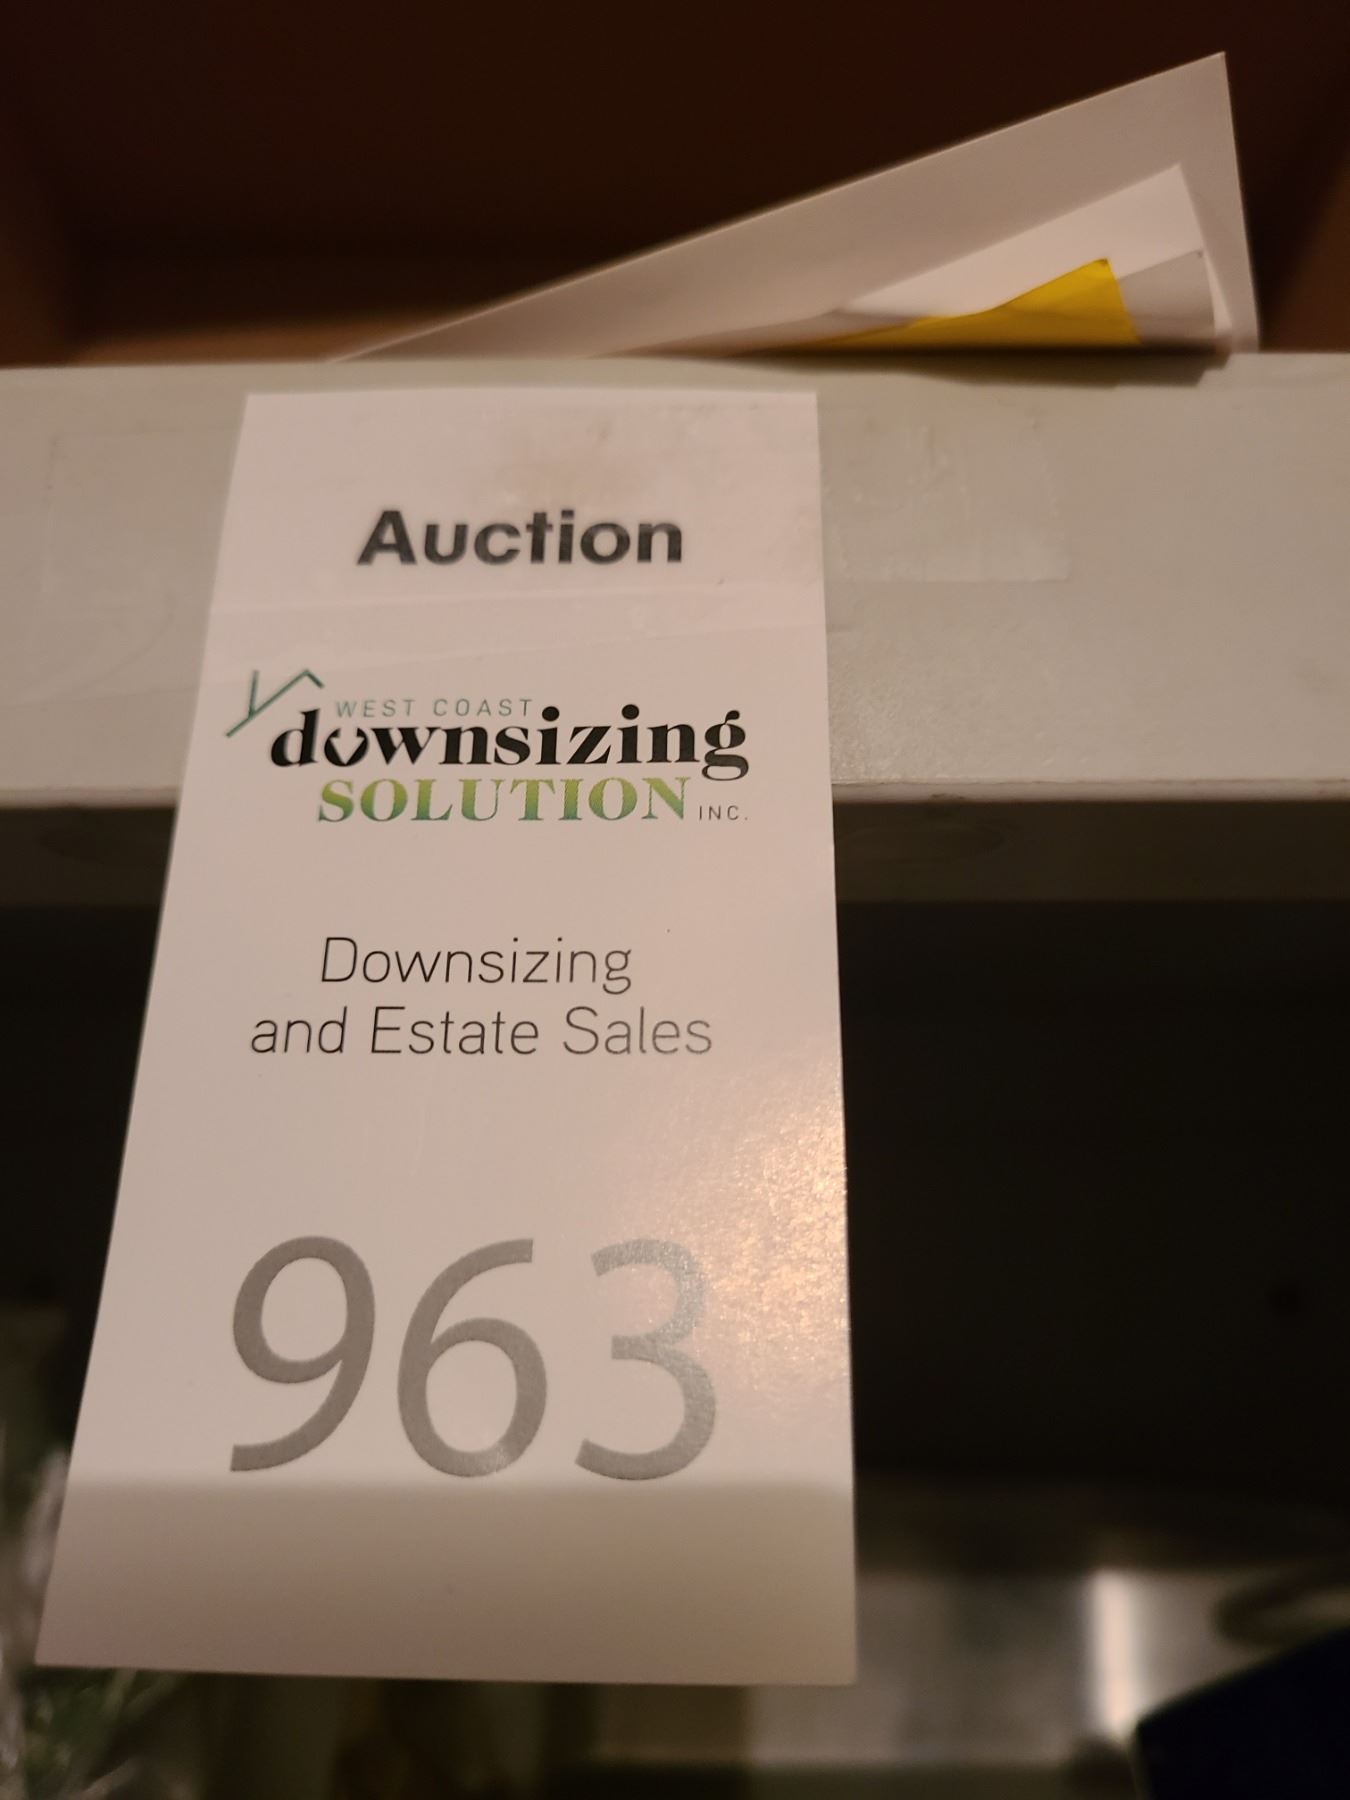 Auction
WEST COAST
downsizing
SOLUTION INC.
Downsizing
and Estate Sales
963